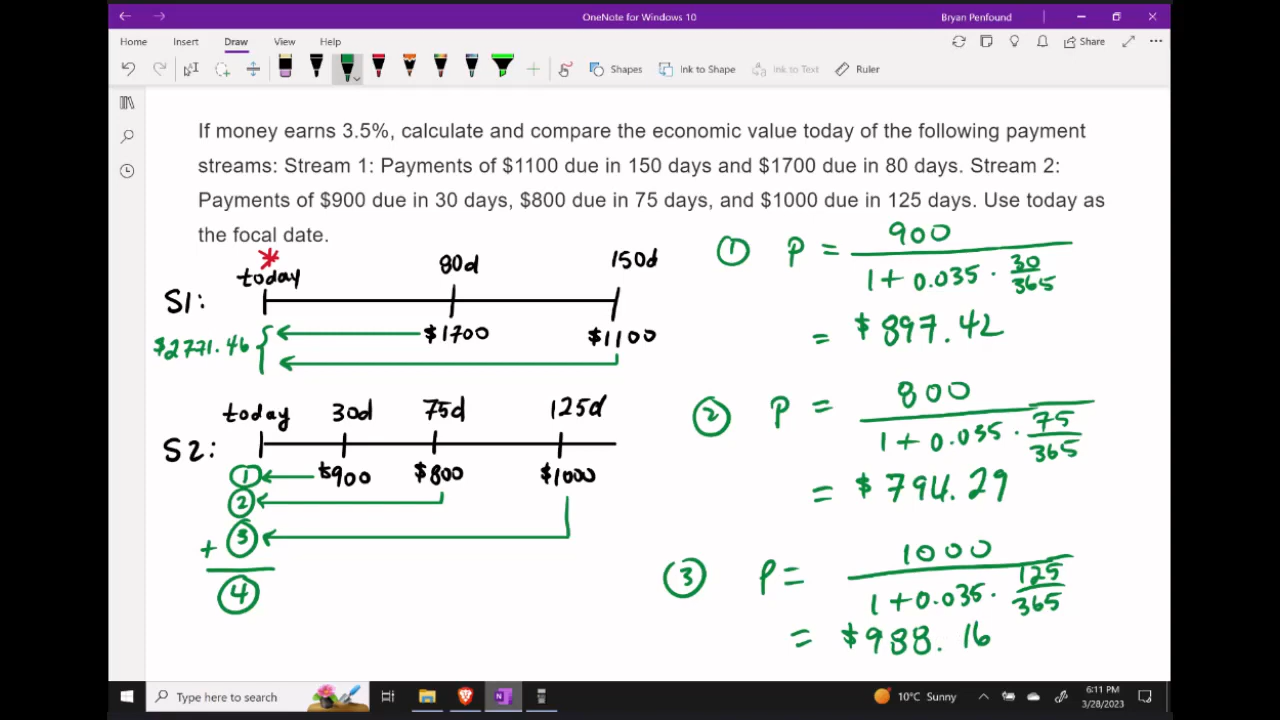 OneNote for Windows 10
Bryan Penfound
Home Insert Draw View Help
Share
Shapes Ink to Shape Ink to Text Ruler
If money earns 3.5%, calculate and compare the economic value today of the following payment
streams: Stream 1: Payments of $1100 due in 150 days and $1700 due in 80 days. Stream 2:
Payments of $900 due in 30 days, $800 due in 75 days, and $1000 due in 125 days. Use today as
the focal date.
*
today 80d 150d
S1:
$1700 $1100
$2771.46 {
today 30d 75d 125d
S2:
① $900 $800 $1000
②
+ ③
④
① P = 900
1 + 0.035 · 30
365
= $897.42
② P = 800
1 + 0.035 · 75
365
= $794.29
③ P = 1000
1 + 0.035 · 125
365
= $988.16
Type here to search
10°C Sunny
6:11 PM
3/28/2023